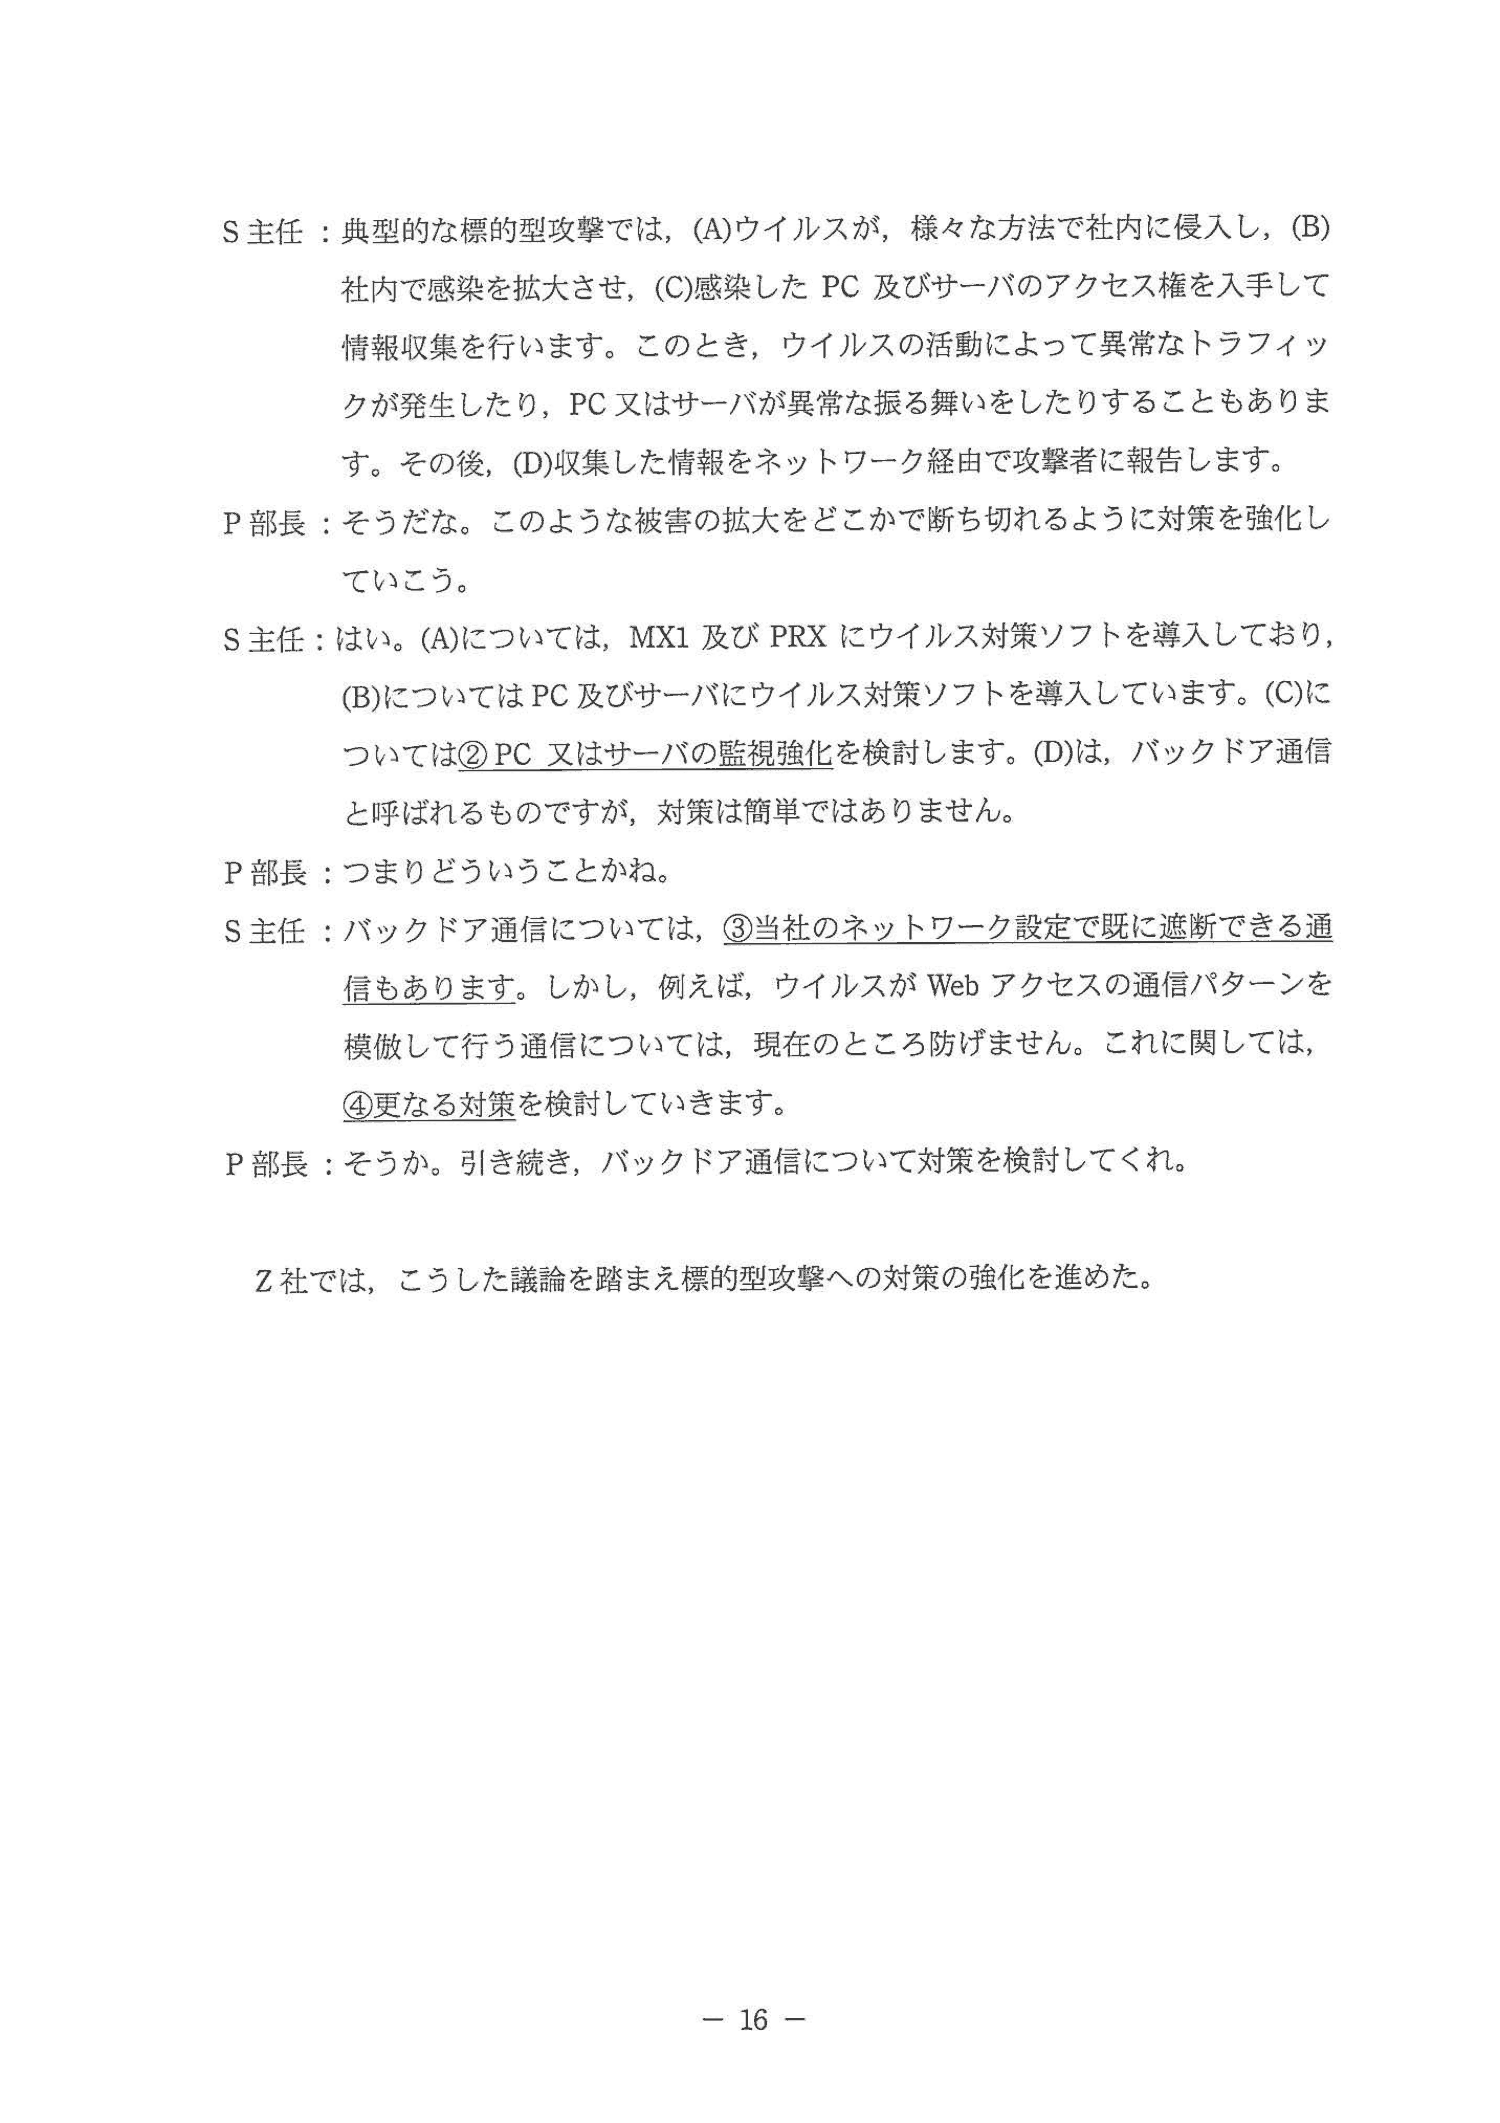 S 主任 ：典型的な標的型攻撃では，(A)ウイルスが，様々な方法で社内に侵入し，(B)
社内で感染を拡大させ，(C)感染した PC 及びサーバのアクセス権を入手して
情報収集を行います。このとき，ウイルスの活動によって異常なトラフィッ
クが発生したり，PC 又はサーバが異常な振る舞いをしたりすることもありま
す。その後，(D)収集した情報をネットワーク経由で攻撃者に報告します。
P 部長 ：そうだな。このような被害の拡大をどこかで断ち切れるように対策を強化し
ていこう。
S 主任：はい。(A)については，MX1 及び PRX にウイルス対策ソフトを導入しており，
(B)については PC 及びサーバにウイルス対策ソフトを導入しています。(C)に
ついては②PC 又はサーバの監視強化を検討します。(D)は，バックドア通信
と呼ばれるものですが，対策は簡単ではありません。
P 部長 ：つまりどういうことかね。
S 主任 ：バックドア通信については，③当社のネットワーク設定で既に遮断できる通
信もあります。しかし，例えば，ウイルスが Web アクセスの通信パターンを
模倣して行う通信については，現在のところ防げません。これに関しては，
④更なる対策を検討していきます。
P 部長 ：そうか。引き続き，バックドア通信について対策を検討してくれ。
Z 社では，こうした議論を踏まえ標的型攻撃への対策の強化を進めた。
－ 16 －